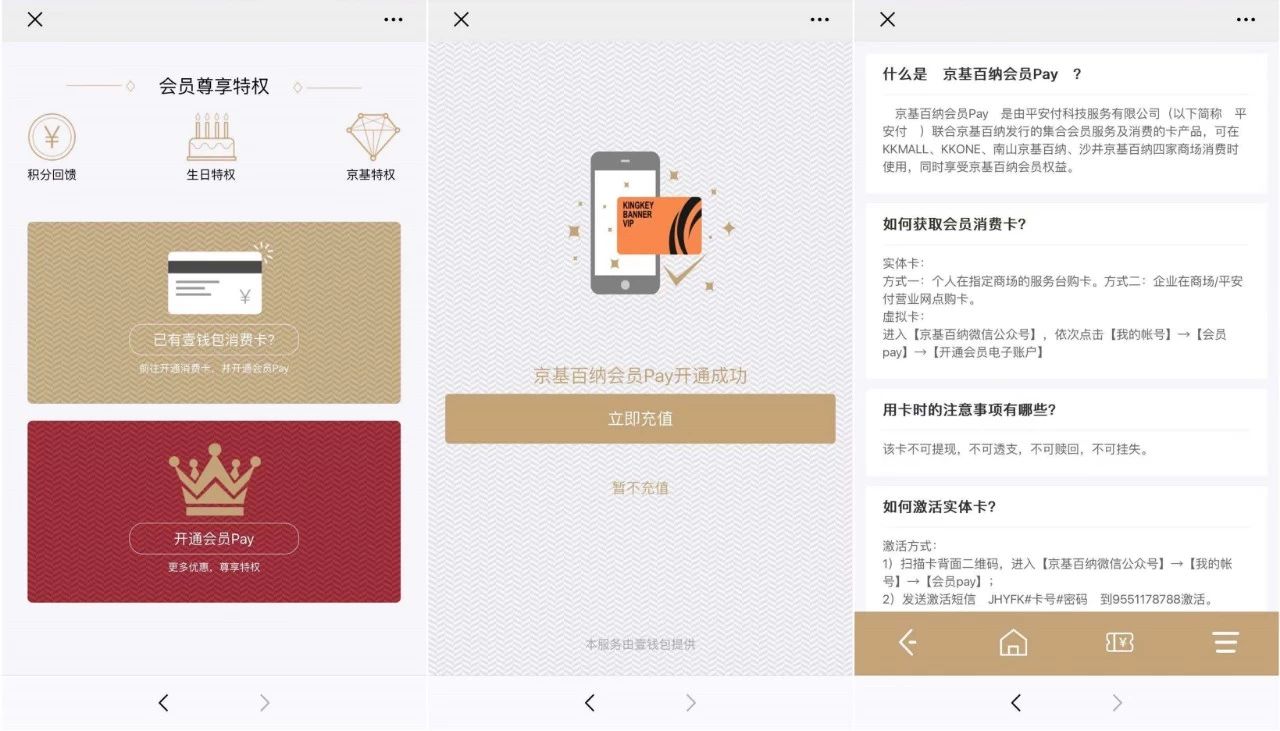 会员尊享特权
积分回馈
生日特权
京基特权
¥
已有壹钱包消费卡?
前往开通消费卡，并开通会员Pay
开通会员Pay
更多优惠，尊享特权
KINGKEY
BANNER
VIP
京基百纳会员Pay开通成功
立即充值
暂不充值
本服务由壹钱包提供
什么是 京基百纳会员Pay ？
京基百纳会员Pay 是由平安付科技服务有限公司（以下简称 平
安付 ）联合京基百纳发行的集合会员服务及消费的卡产品，可在
KKMALL、KKONE、南山京基百纳、沙井京基百纳四家商场消费时
使用，同时享受京基百纳会员权益。
如何获取会员消费卡?
实体卡：
方式一：个人在指定商场的服务台购卡。方式二：企业在商场/平安
付营业网点购卡。
虚拟卡：
进入【京基百纳微信公众号】，依次点击【我的帐号】→【会员
pay】→【开通会员电子账户】
用卡时的注意事项有哪些?
该卡不可提现，不可透支，不可赎回，不可挂失。
如何激活实体卡?
激活方式：
1）扫描卡背面二维码，进入【京基百纳微信公众号】→【我的帐
号】→【会员pay】；
2）发送激活短信 JHYFK#卡号#密码 到9551178788激活。